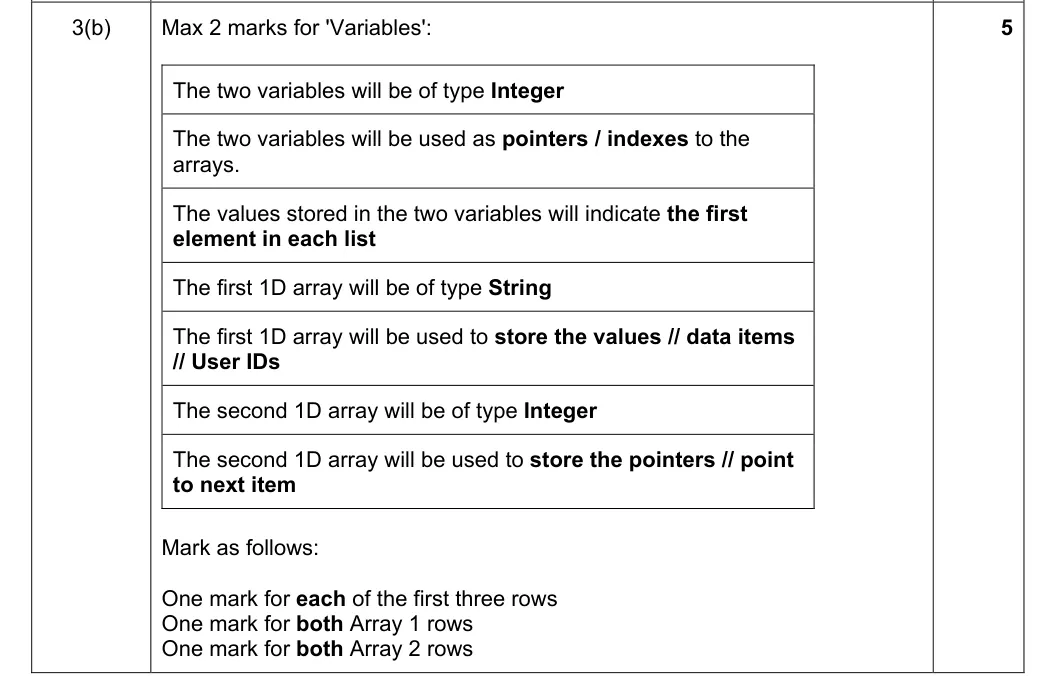 3(b) Max 2 marks for 'Variables': 5
The two variables will be of type Integer
The two variables will be used as pointers / indexes to the
arrays.
The values stored in the two variables will indicate the first
element in each list
The first 1D array will be of type String
The first 1D array will be used to store the values // data items
// User IDs
The second 1D array will be of type Integer
The second 1D array will be used to store the pointers // point
to next item
Mark as follows:
One mark for each of the first three rows
One mark for both Array 1 rows
One mark for both Array 2 rows